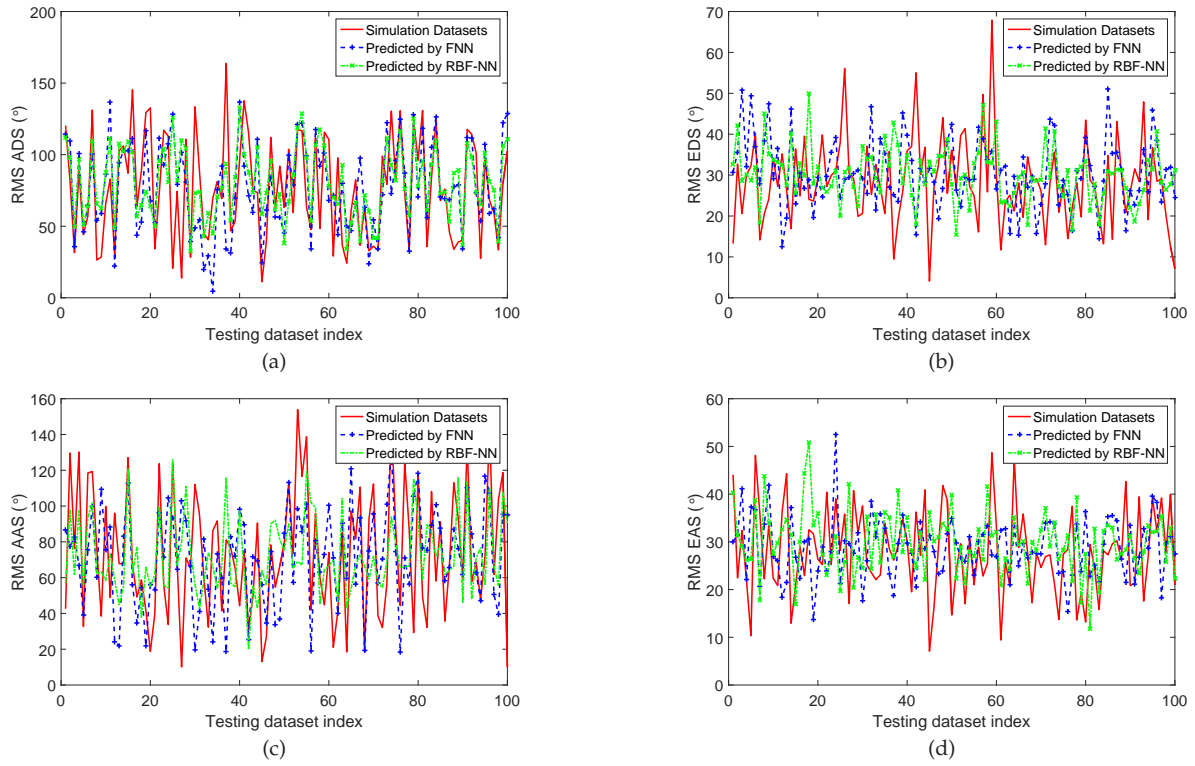 200
150
100
50
0
RMS ADS (°)
Simulation Datasets
Predicted by FNN
Predicted by RBF-NN
0 20 40 60 80 100
Testing dataset index
(a)
70
60
50
40
30
20
10
0
RMS EDS (°)
Simulation Datasets
Predicted by FNN
Predicted by RBF-NN
0 20 40 60 80 100
Testing dataset index
(b)
160
140
120
100
80
60
40
20
0
RMS AAS (°)
Simulation Datasets
Predicted by FNN
Predicted by RBF-NN
0 20 40 60 80 100
Testing dataset index
(c)
60
50
40
30
20
10
0
RMS EAS (°)
Simulation Datasets
Predicted by FNN
Predicted by RBF-NN
0 20 40 60 80 100
Testing dataset index
(d)